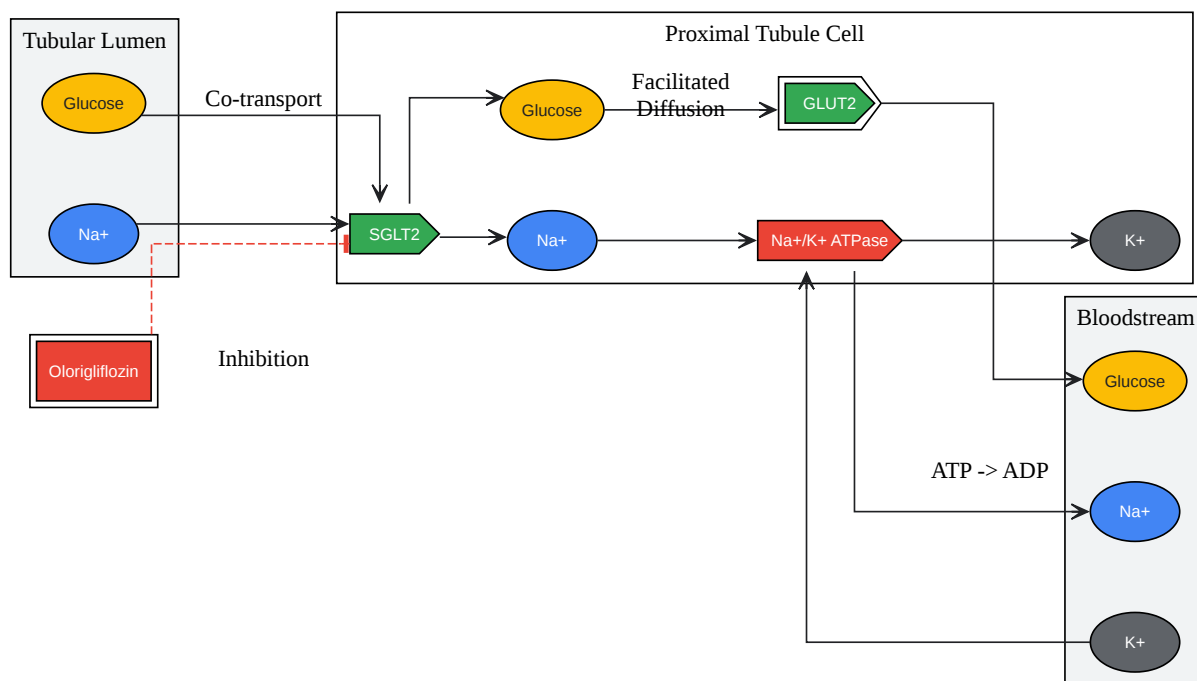 Tubular Lumen
Proximal Tubule Cell
Glucose
Co-transport
Glucose
Facilitated
Diffusion
GLUT2
Na+
SGLT2
Na+
Na+/K+ ATPase
K+
Bloodstream
Olorigliflozin
Inhibition
Glucose
ATP -> ADP
Na+
K+